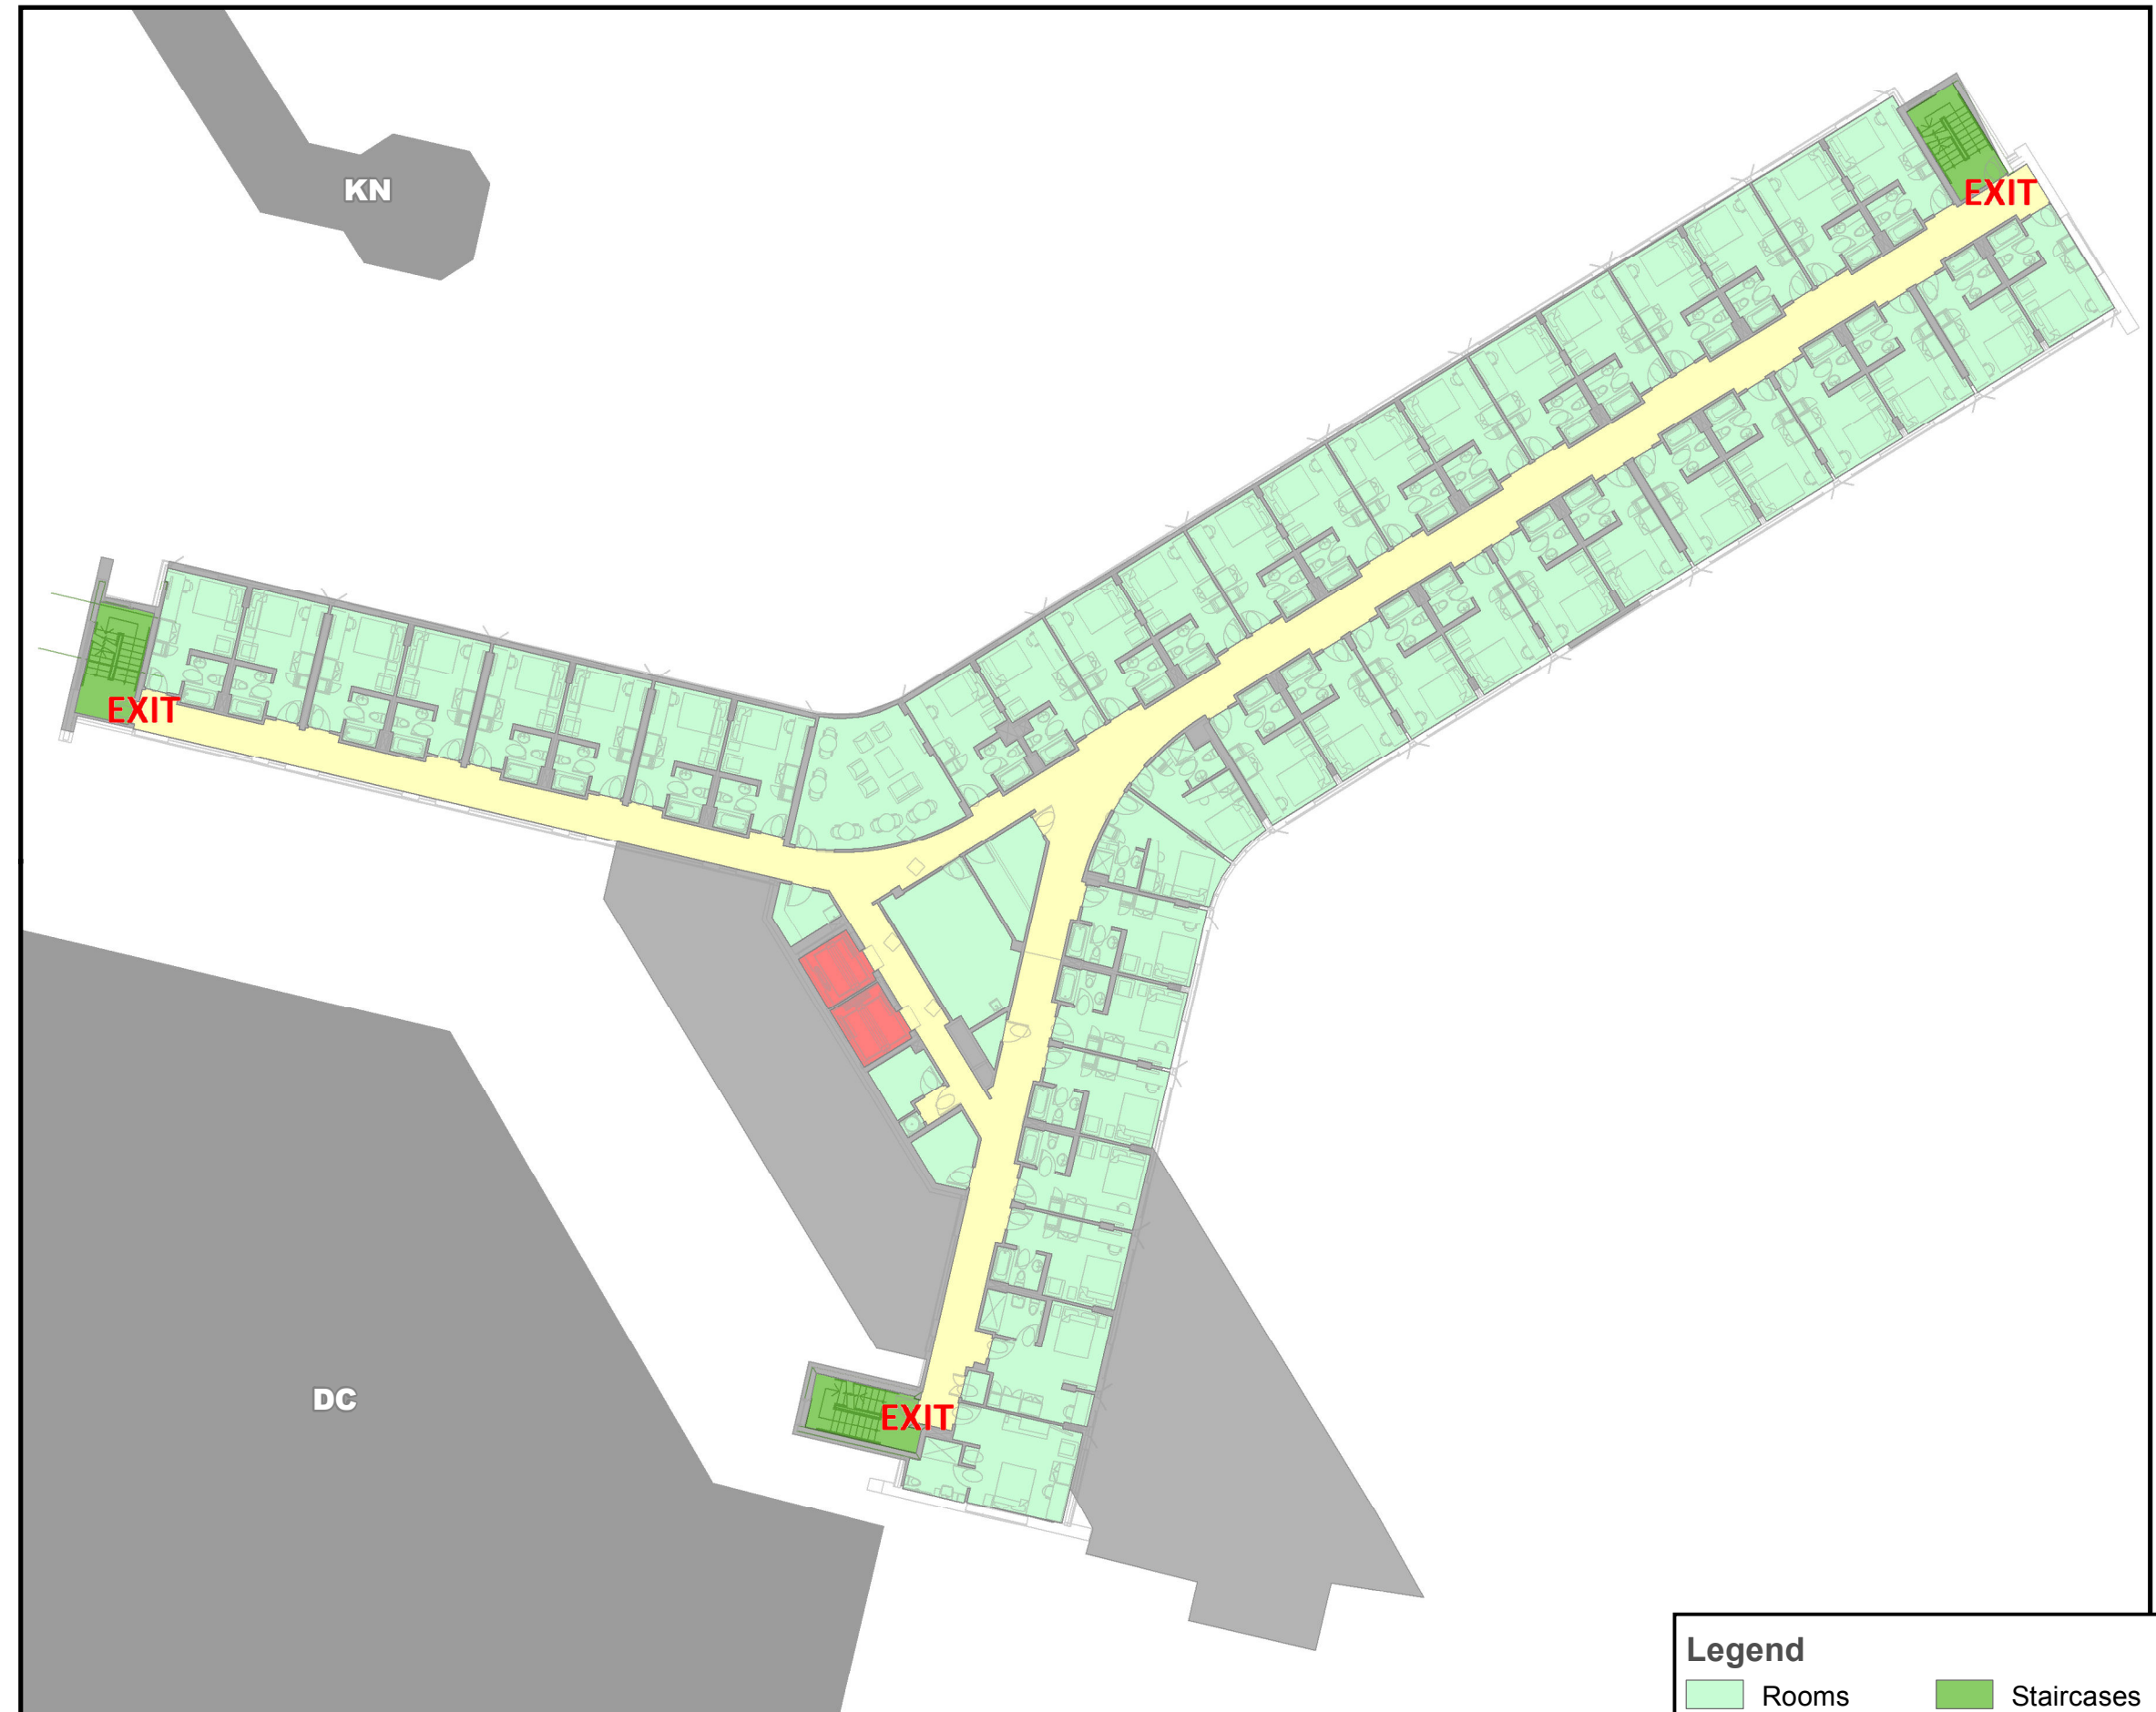 KN
EXIT
EXIT
DC
EXIT
Legend
Rooms
Staircases